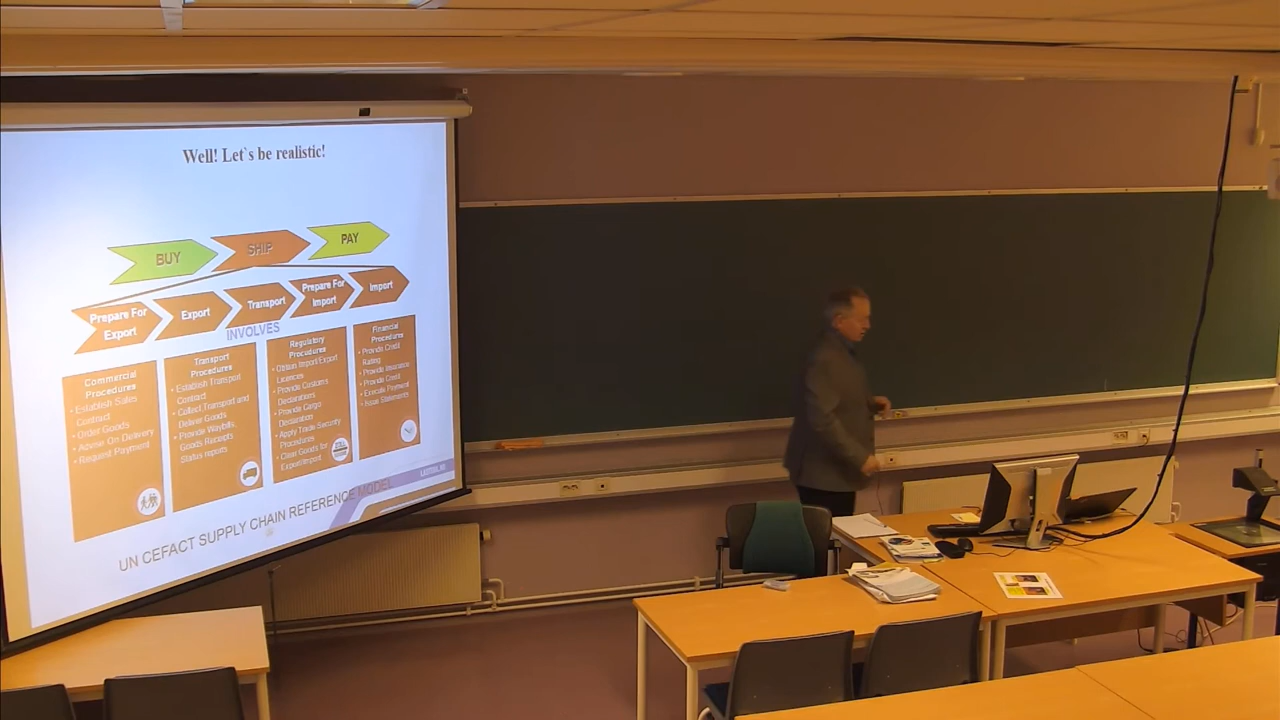 Well! Let`s be realistic!
BUY
SHIP
PAY
Prepare For
Export
Export
Transport
Prepare For
Import
Import
INVOLVES
Commercial
Procedures
• Establish Sales
Contract
• Order Goods
• Advise On Delivery
• Request Payment
Transport
Procedures
• Establish Transport
Contract
• Collect,Transport and
Deliver Goods
• Provide Waybills,
Goods Receipts
Status reports
Regulatory
Procudures
• Obtain Import/Export
Licences
• Provide Customs
Declarations
• Provide Cargo
Declaration
• Apply Trade Security
Procedures
• Clear Goods for
Export/Import
Financial
Procedures
• Provide Credit
Rating
• Provide Insurance
• Provide Credit
• Execute Payment
• Issue Statements
UN CEFACT SUPPLY CHAIN REFERENCE MODEL